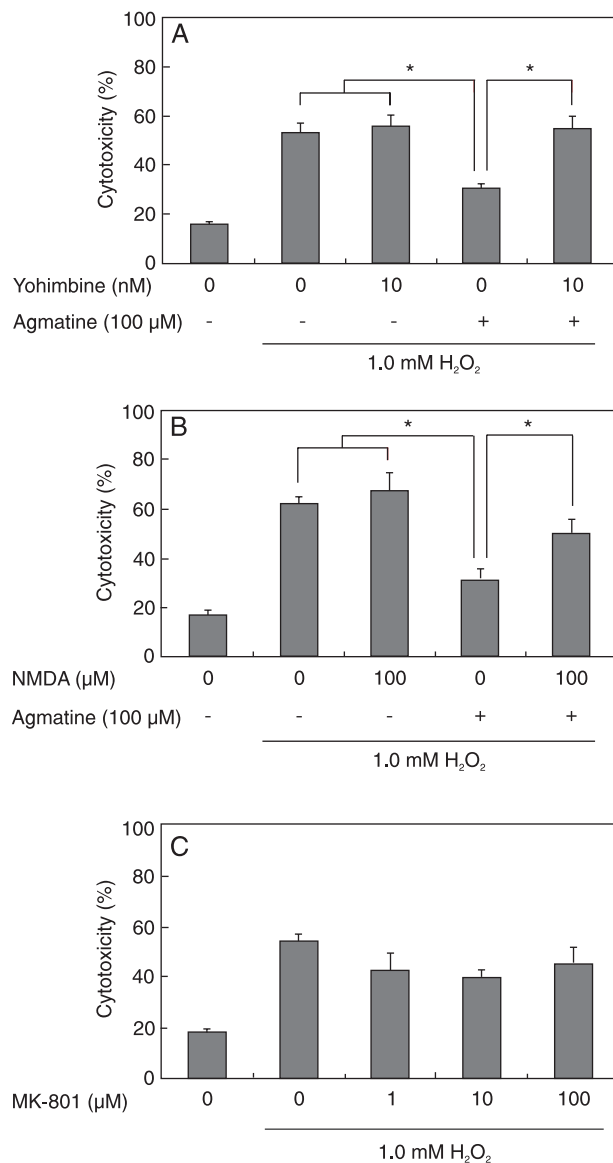 A
Cytotoxicity (%)
100
80
60
40
20
0
* *
Yohimbine (nM) 0 0 10 0 10
Agmatine (100 µM) - - - + +
1.0 mM H₂O₂
B
Cytotoxicity (%)
100
80
60
40
20
0
* *
NMDA (µM) 0 0 100 0 100
Agmatine (100 µM) - - - + +
1.0 mM H₂O₂
C
Cytotoxicity (%)
100
80
60
40
20
0
MK-801 (µM) 0 0 1 10 100
1.0 mM H₂O₂